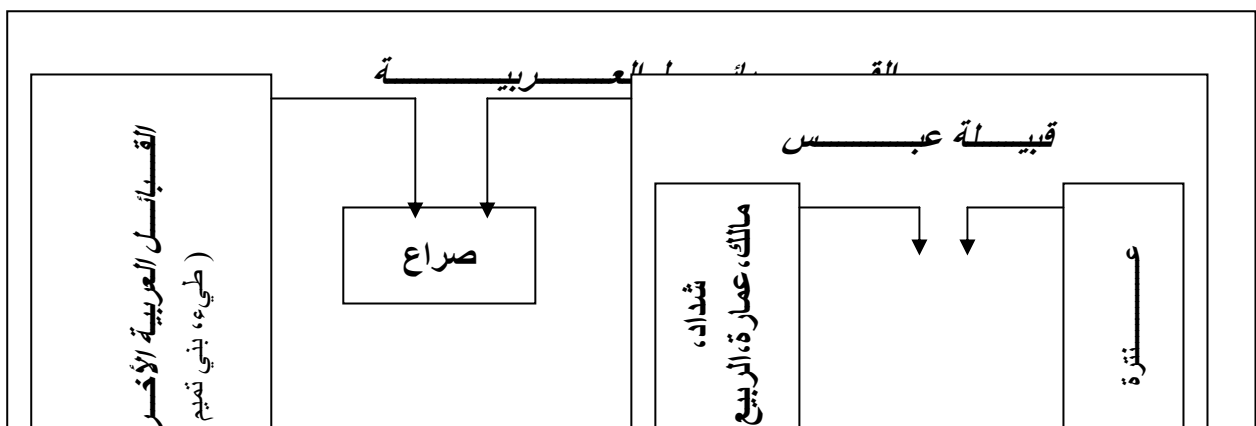 القبائل العربية
قبيلة عبس
عنترة
شداد،
مالك،عمارة،الربيع
صراع
القبائل العربية الأخر
( طيء، بني تميم